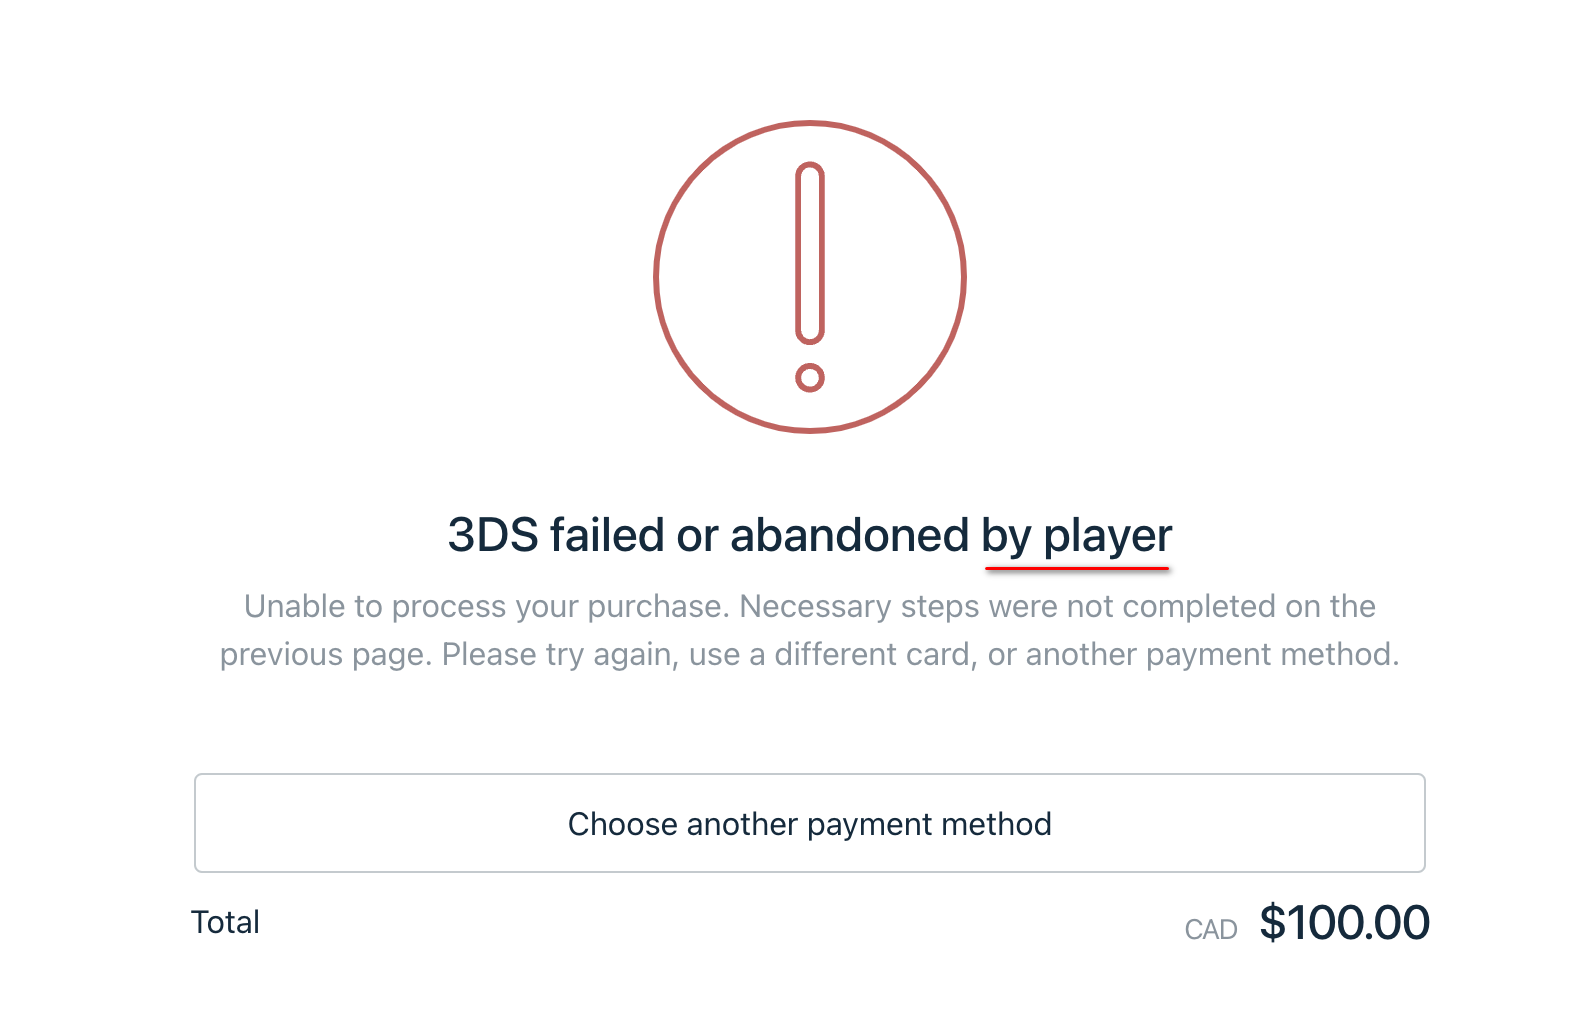 3DS failed or abandoned by player
Unable to process your purchase. Necessary steps were not completed on the
previous page. Please try again, use a different card, or another payment method.
Choose another payment method
Total CAD $100.00